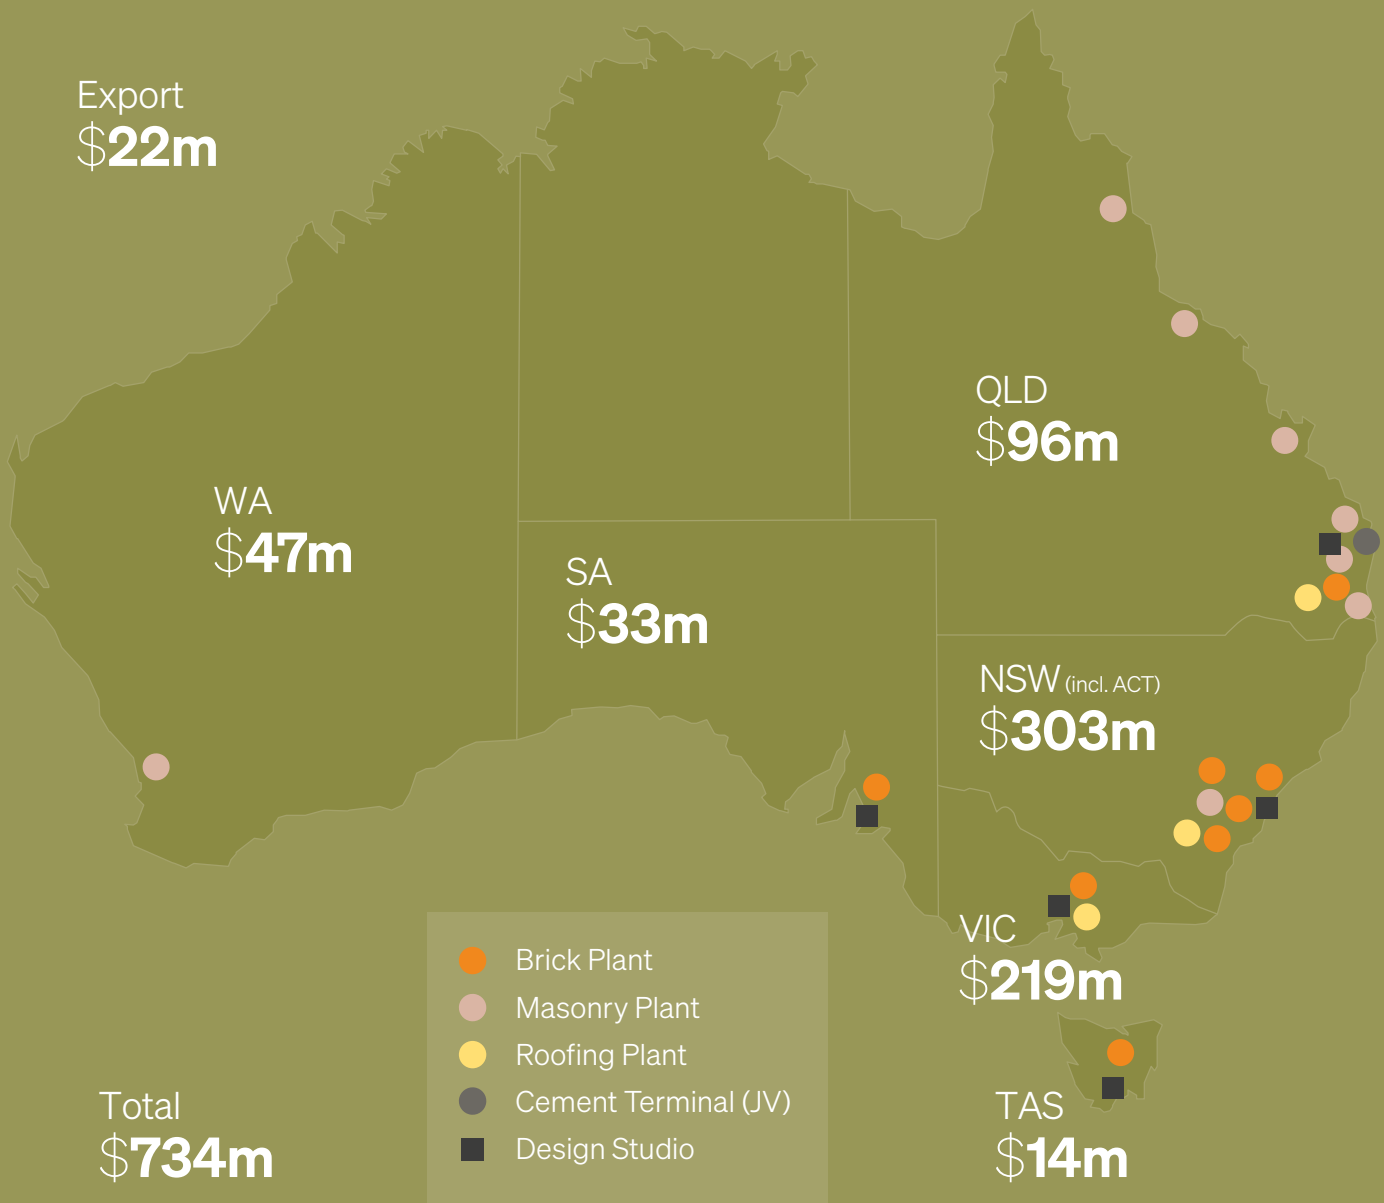 Export
$22m
QLD
$96m
WA
$47m
SA
$33m
NSW (incl. ACT)
$303m
VIC
$219m
Brick Plant
Masonry Plant
Roofing Plant
Cement Terminal (JV)
Design Studio
TAS
$14m
Total
$734m